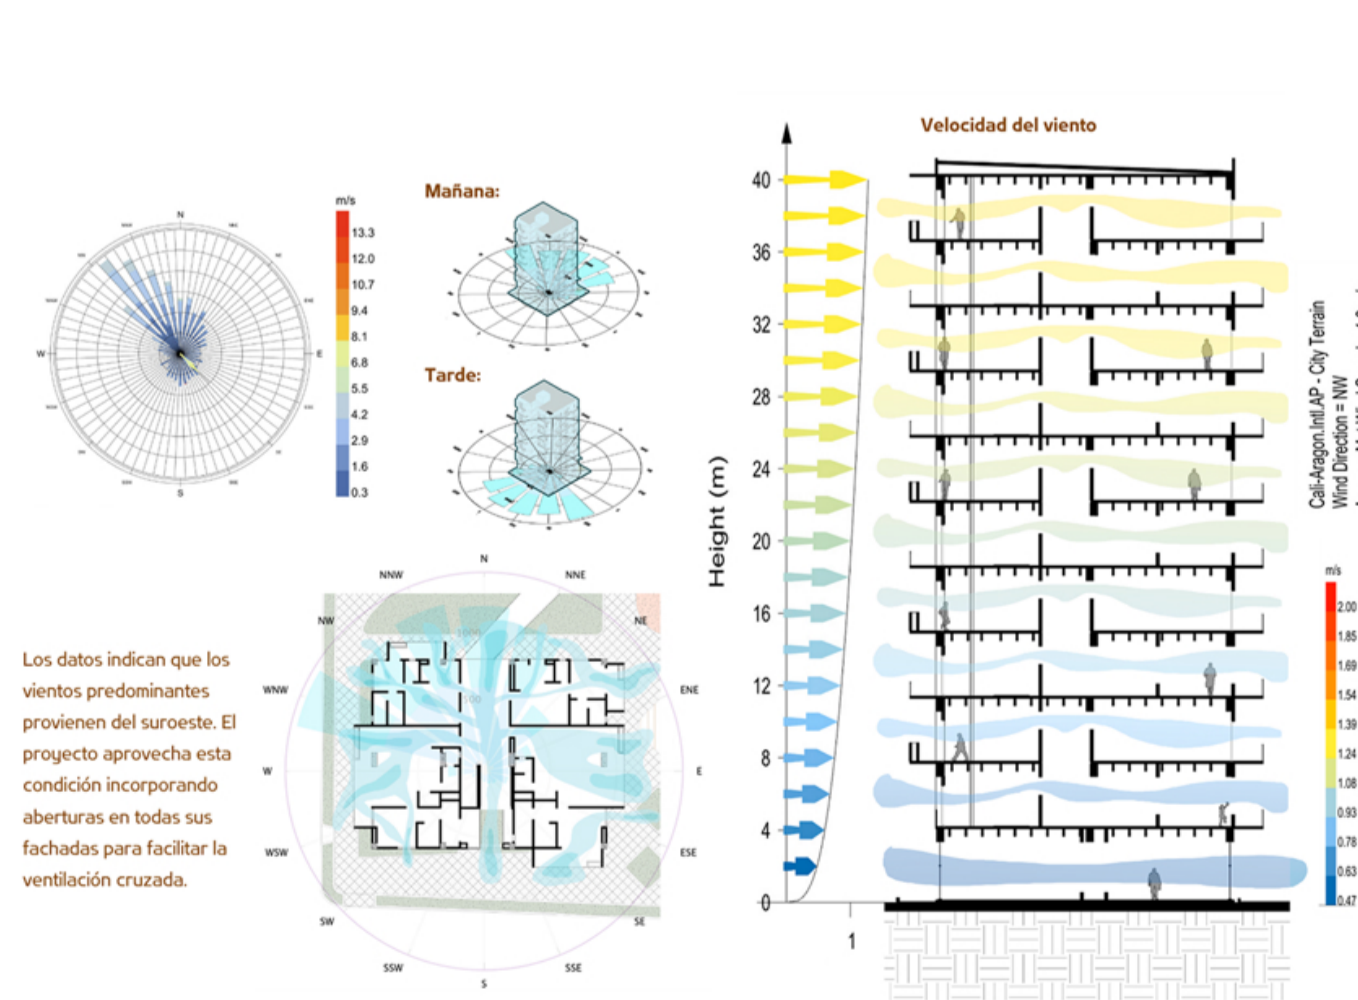 Velocidad del viento
Mañana:
Tarde:
m/s
13.3
12.0
10.7
9.4
8.1
6.8
5.5
4.2
2.9
1.6
0.3
N
W
E
S
Los datos indican que los
vientos predominantes
provienen del suroeste. El
proyecto aprovecha esta
condición incorporando
aberturas en todas sus
fachadas para facilitar la
ventilación cruzada.
N
NNW
NNE
NW
NE
WNW
ENE
W
E
WSW
ESE
SW
SE
SSW
SSE
S
Height (m)
40
36
32
28
24
20
16
12
8
4
0
1
Cali-Aragon.Intl.AP - City Terrain
Wind Direction = NW
m/s
2.00
1.85
1.69
1.54
1.39
1.24
1.08
0.93
0.78
0.63
0.47